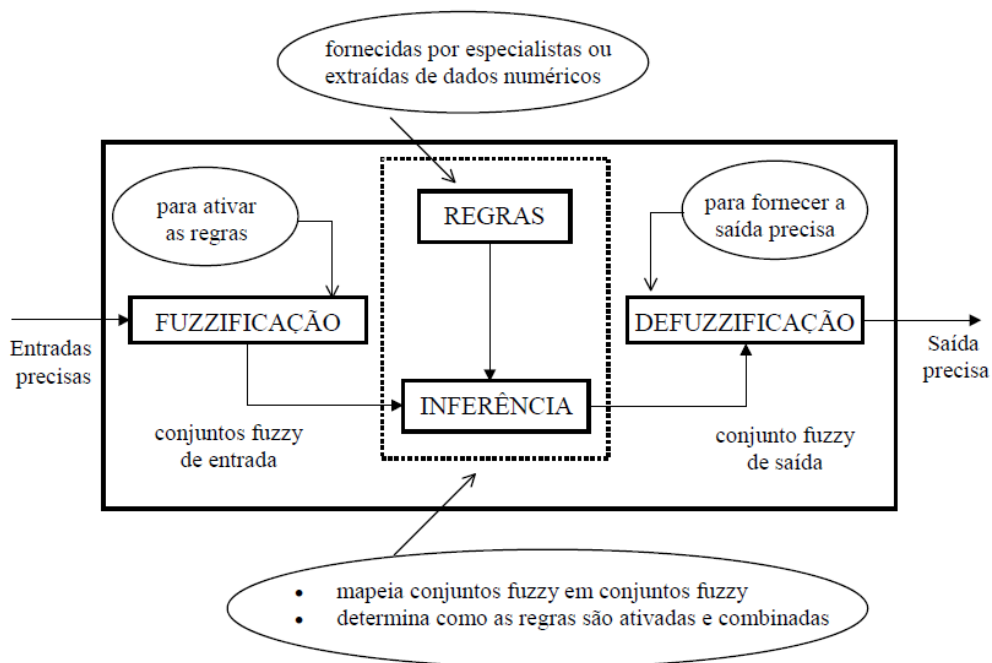 fornecidas por especialistas ou
extraídas de dados numéricos
para ativar
as regras
REGRAS
para fornecer a
saída precisa
FUZZIFICAÇÃO
DEFUZZIFICAÇÃO
Entradas
precisas
Saída
precisa
INFERÊNCIA
conjuntos fuzzy
de entrada
conjunto fuzzy
de saída
• mapeia conjuntos fuzzy em conjuntos fuzzy
• determina como as regras são ativadas e combinadas